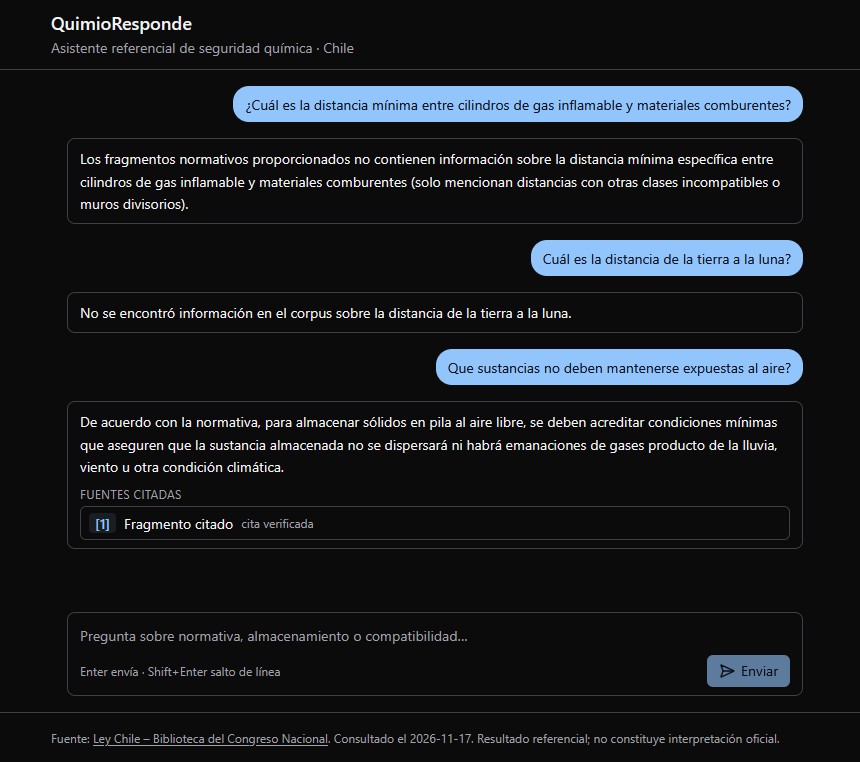 QuimioResponde
Asistente referencial de seguridad química · Chile
¿Cuál es la distancia mínima entre cilindros de gas inflamable y materiales comburentes?
Los fragmentos normativos proporcionados no contienen información sobre la distancia mínima específica entre
cilindros de gas inflamable y materiales comburentes (solo mencionan distancias con otras clases incompatibles o
muros divisorios).
Cuál es la distancia de la tierra a la luna?
No se encontró información en el corpus sobre la distancia de la tierra a la luna.
Que sustancias no deben mantenerse expuestas al aire?
De acuerdo con la normativa, para almacenar sólidos en pila al aire libre, se deben acreditar condiciones mínimas
que aseguren que la sustancia almacenada no se dispersará ni habrá emanaciones de gases producto de la lluvia,
viento u otra condición climática.
FUENTES CITADAS
[1] Fragmento citado cita verificada
Pregunta sobre normativa, almacenamiento o compatibilidad...
Enter envía · Shift+Enter salto de línea
Enviar
Fuente: Ley Chile – Biblioteca del Congreso Nacional. Consultado el 2026-11-17. Resultado referencial; no constituye interpretación oficial.